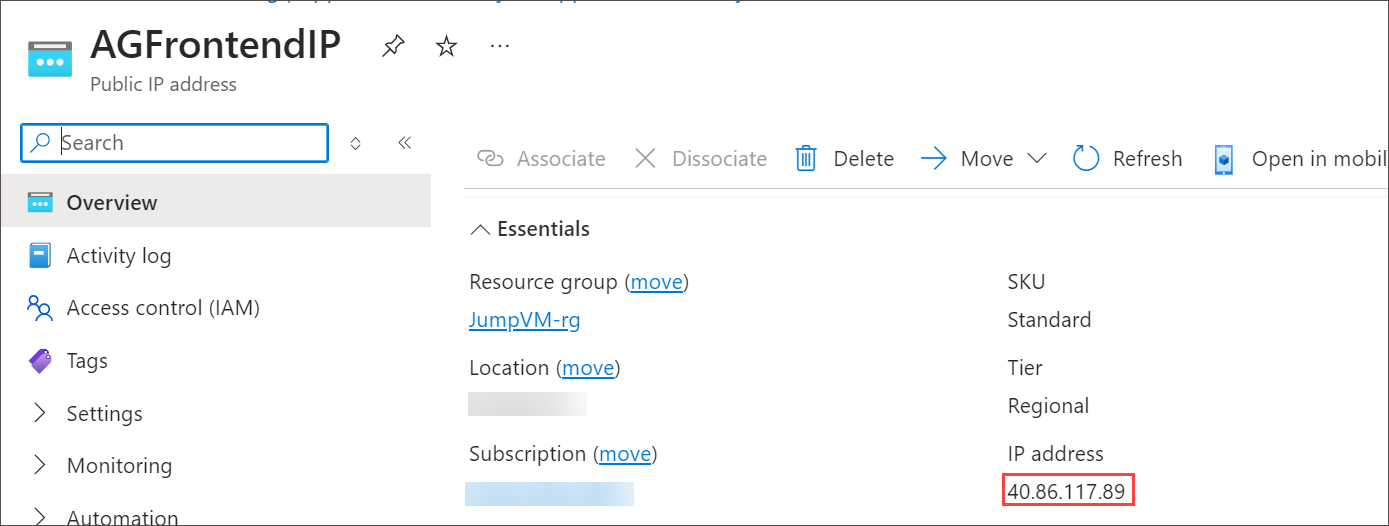 AGFrontendIP
Public IP address
Search
Overview
Activity log
Access control (IAM)
Tags
Settings
Monitoring
Automation
Associate Dissociate Delete Move Refresh Open in mobil
Essentials
Resource group (move)
JumpVM-rg
Location (move)
Subscription (move)
SKU
Standard
Tier
Regional
IP address
40.86.117.89